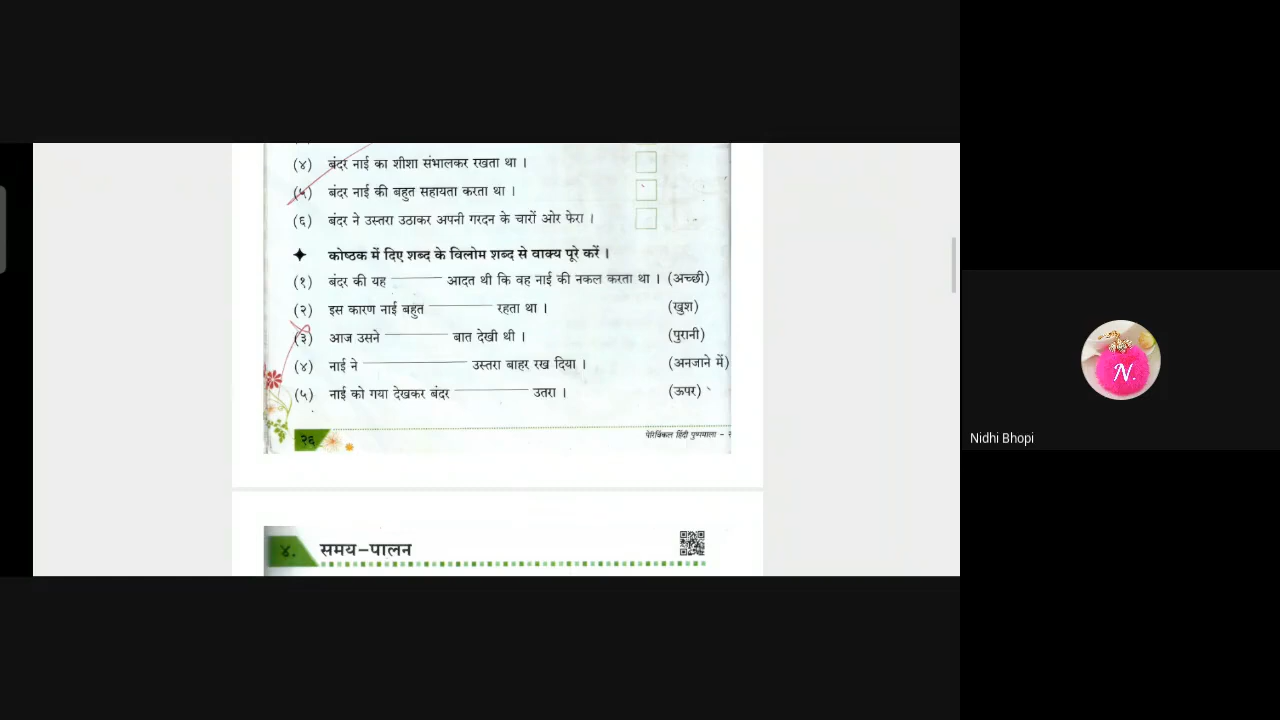 (४) बंदर नाई का शीशा संभालकर रखता था ।
(५) बंदर नाई की बहुत सहायता करता था ।
(६) बंदर ने उस्तरा उठाकर अपनी गरदन के चारों ओर फेरा ।
✦ कोष्ठक में दिए शब्द के विलोम शब्द से वाक्य पूरे करें ।
(१) बंदर की यह ______ आदत थी कि वह नाई की नकल करता था । (अच्छी)
(२) इस कारण नाई बहुत ______ रहता था । (खुश)
(३) आज उसने ______ बात देखी थी । (पुरानी)
(४) नाई ने ______ उस्तरा बाहर रख दिया । (अनजाने में)
(५) नाई को गया देखकर बंदर ______ उतरा । (ऊपर)
२६
पेरिविंकल हिंदी पुष्पमाला –
४. समय–पालन
N.
Nidhi Bhopi